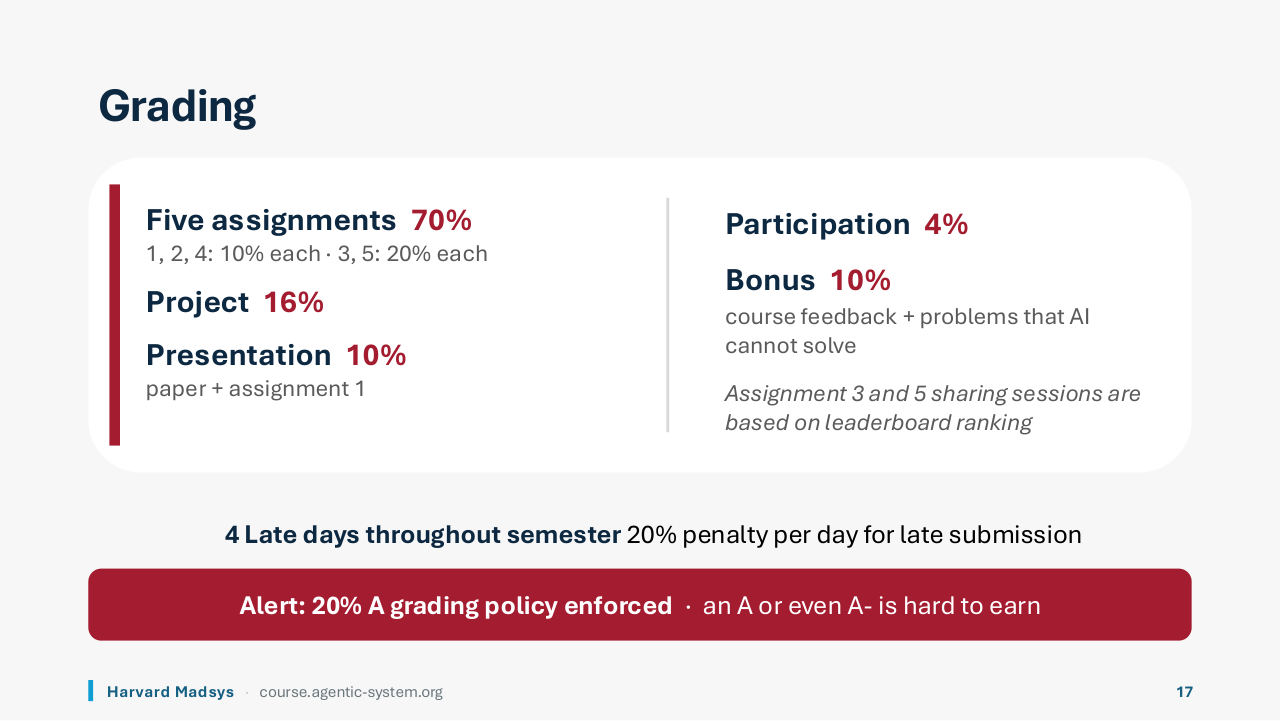 Grading
Five assignments 70%
1, 2, 4: 10% each · 3, 5: 20% each
Project 16%
Presentation 10%
paper + assignment 1
Participation 4%
Bonus 10%
course feedback + problems that AI
cannot solve
Assignment 3 and 5 sharing sessions are
based on leaderboard ranking
4 Late days throughout semester 20% penalty per day for late submission
Alert: 20% A grading policy enforced · an A or even A- is hard to earn
Harvard Madsys · course.agentic-system.org
17